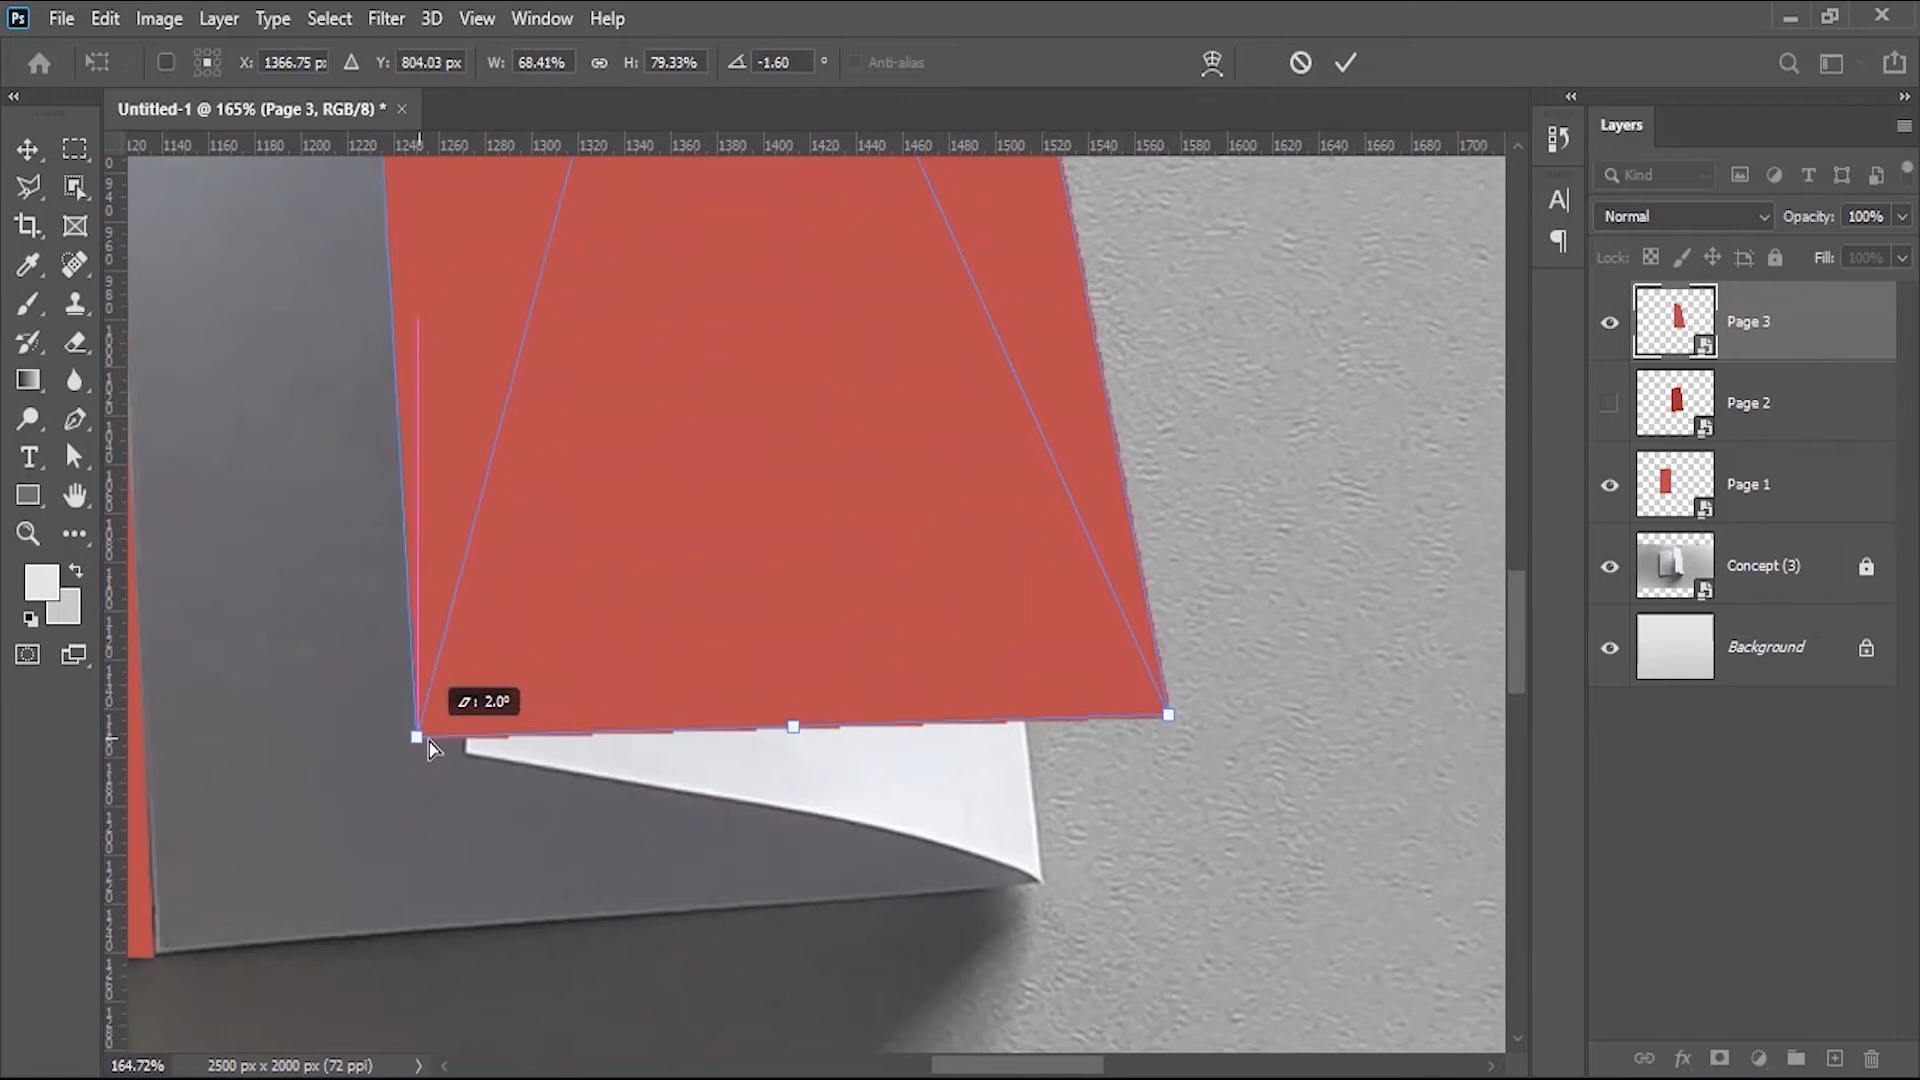 Ps File Edit Image Layer Type Select Filter 3D View Window Help
X: 1366.75 px Y: 804.03 px W: 68.41% H: 79.33% -1.60 ° Anti-alias
Untitled-1 @ 165% (Page 3, RGB/8) * ×
120 1140 1160 1180 1200 1220 1240 1260 1280 1300 1320 1340 1360 1380 1400 1420 1440 1460 1480 1500 1520 1540 1560 1580 1600 1620 1640 1660 1680 1700
2.0°
164.72% 2500 px x 2000 px (72 ppi)
Layers
Kind
Normal Opacity: 100%
Lock: Fill: 100%
Page 3
Page 2
Page 1
Concept (3)
Background